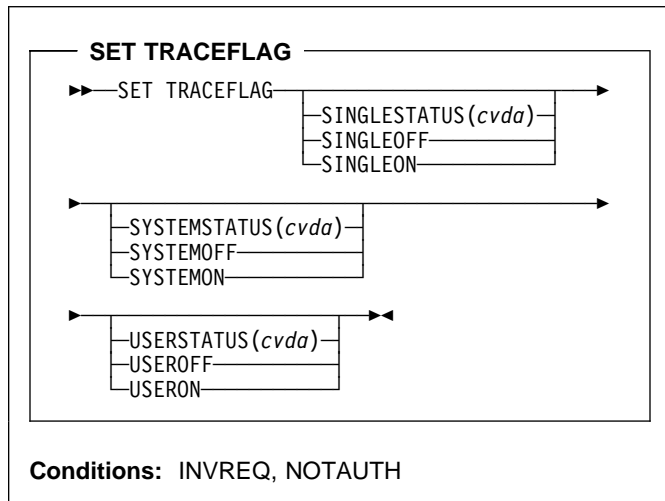 SET TRACEFLAG
SET TRACEFLAG
SINGLESTATUS(cvda)
SINGLEOFF
SINGLEON
SYSTEMSTATUS(cvda)
SYSTEMOFF
SYSTEMON
USERSTATUS(cvda)
USEROFF
USERON
Conditions: INVREQ, NOTAUTH